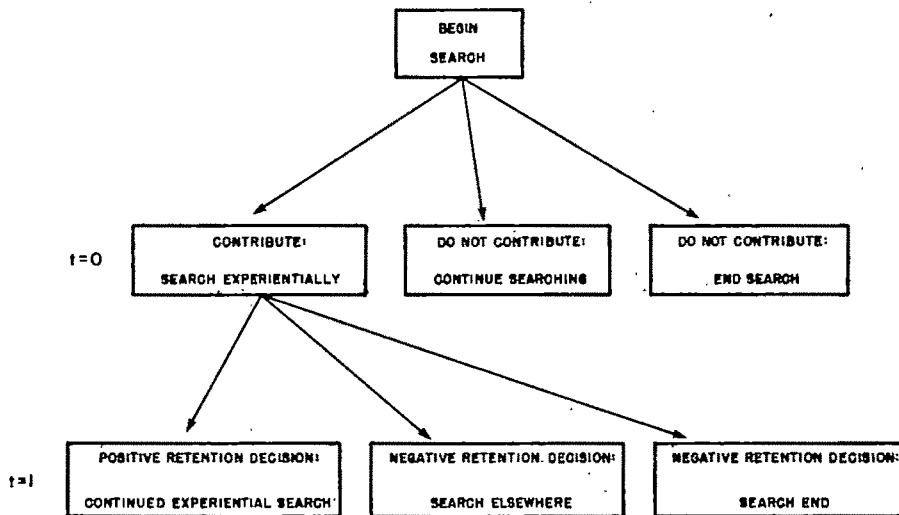 BEGIN
SEARCH
t=0
CONTRIBUTE:
SEARCH EXPERIENTIALLY
DO NOT CONTRIBUTE:
CONTINUE SEARCHING
DO NOT CONTRIBUTE:
END SEARCH
t=1
POSITIVE RETENTION DECISION:
CONTINUED EXPERIENTIAL SEARCH
NEGATIVE RETENTION DECISION:
SEARCH ELSEWHERE
NEGATIVE RETENTION DECISION:
SEARCH END